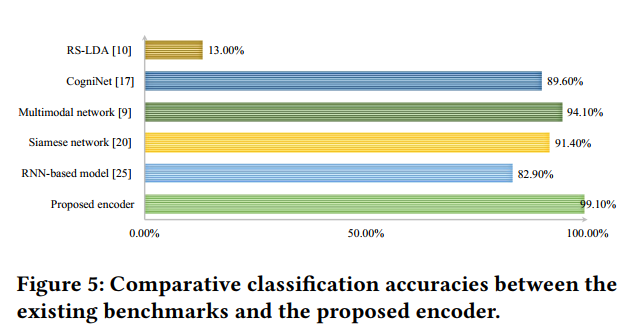 RS-LDA [10] 13.00%
CogniNet [17] 89.60%
Multimodal network [9] 94.10%
Siamese network [20] 91.40%
RNN-based model [25] 82.90%
Proposed encoder 99.10%
0.00% 50.00% 100.00%
Figure 5: Comparative classification accuracies between the
existing benchmarks and the proposed encoder.